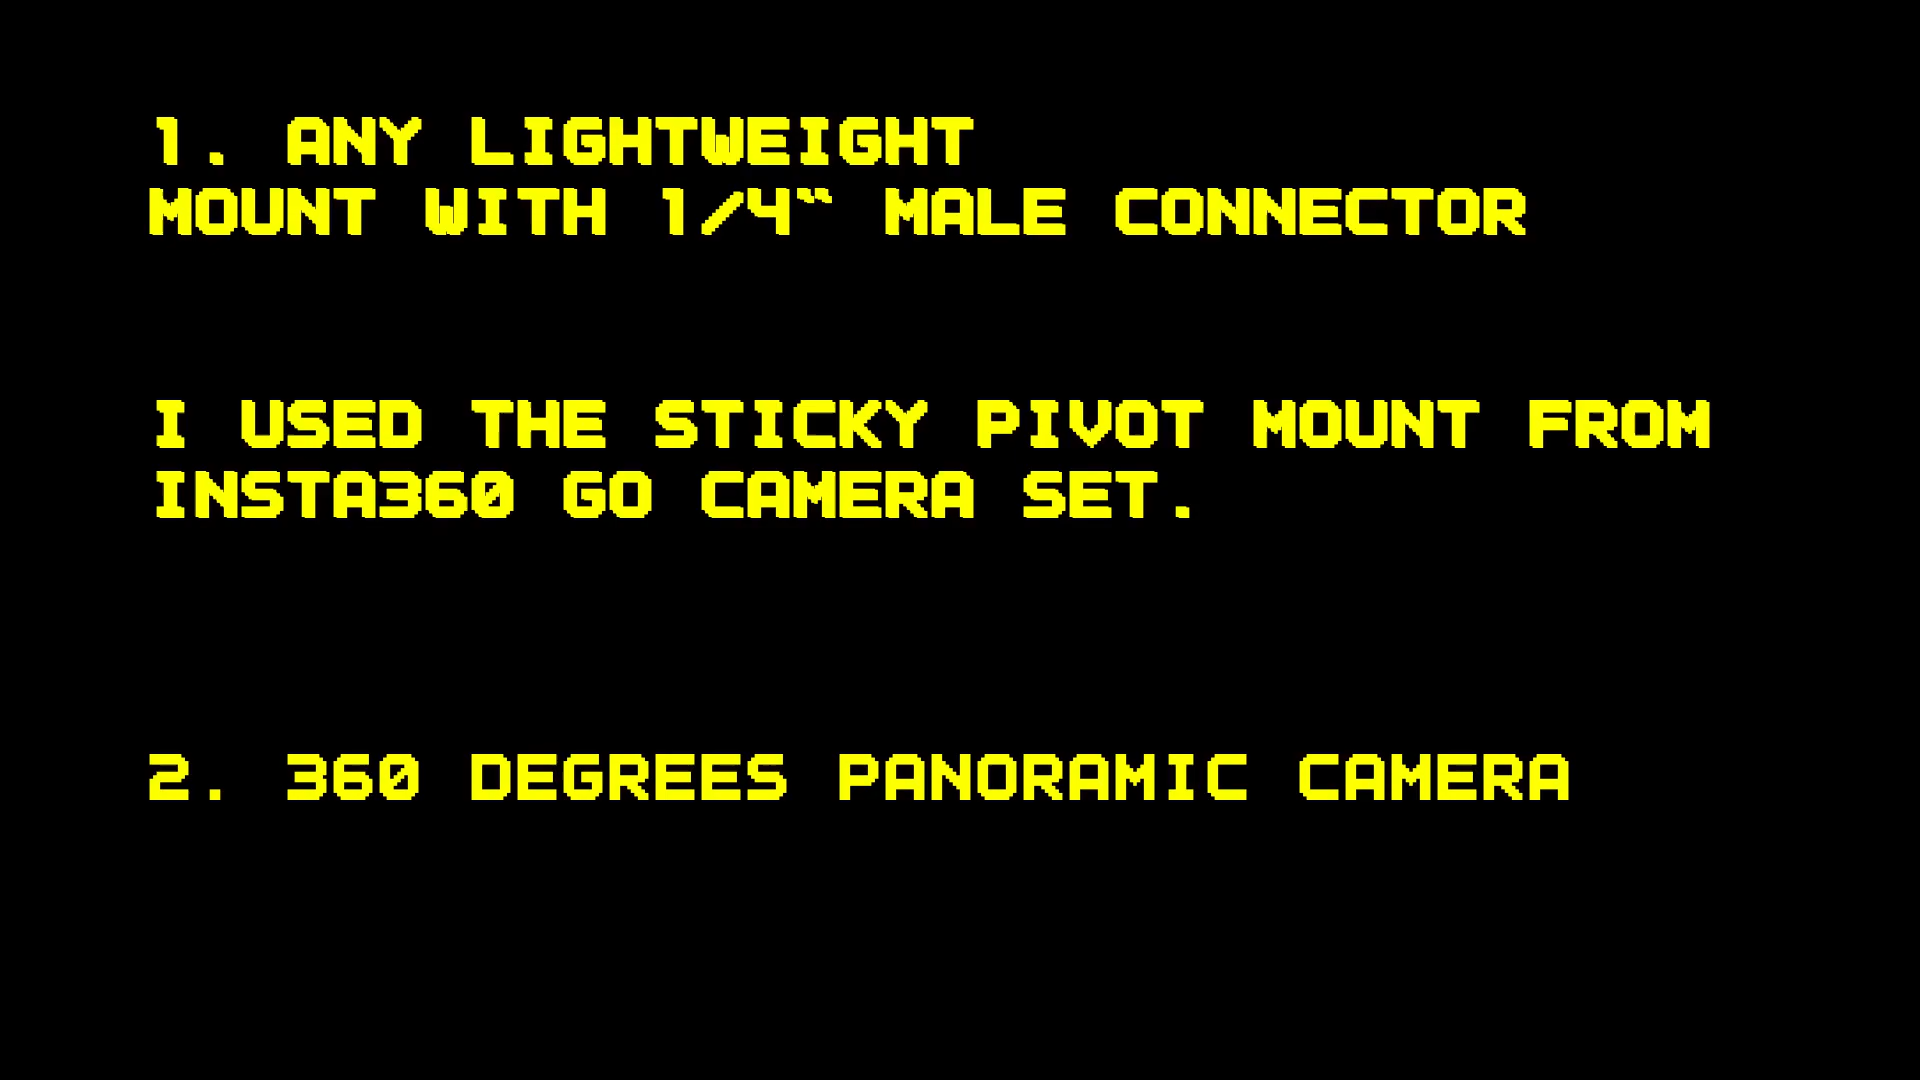 1. ANY LIGHTWEIGHT
MOUNT WITH 1/4“ MALE CONNECTOR
I USED THE STICKY PIVOT MOUNT FROM
INSTA360 GO CAMERA SET.
2. 360 DEGREES PANORAMIC CAMERA